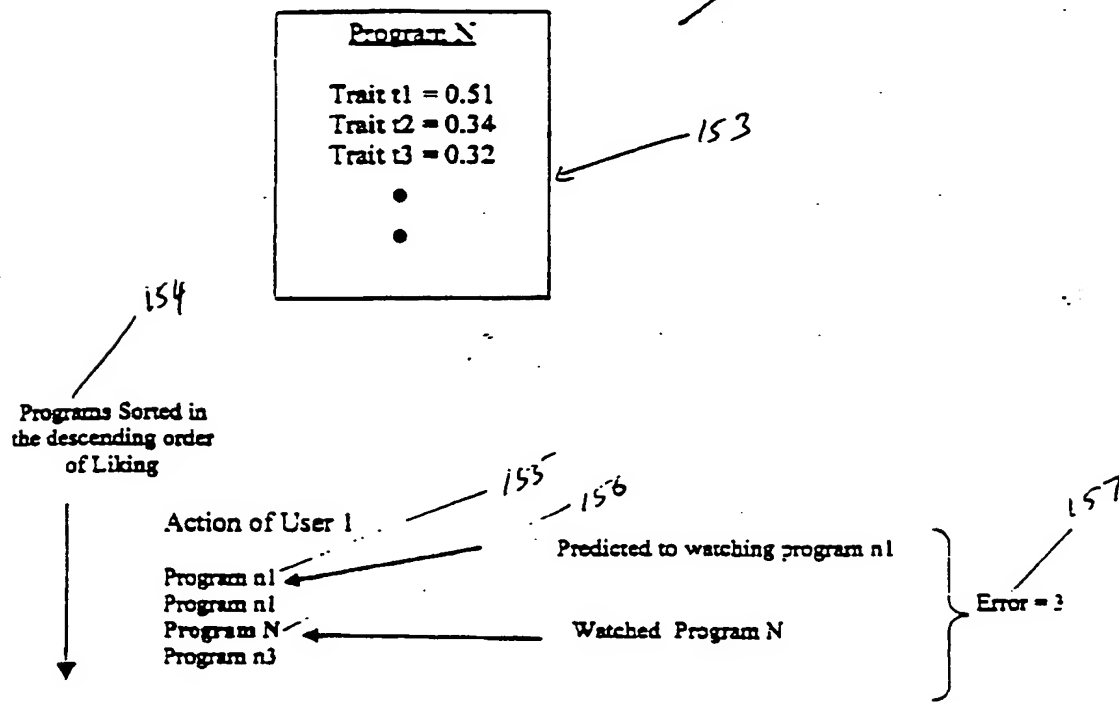 Program N
Trait t1 = 0.51
Trait t2 = 0.34
Trait t3 = 0.32
153
154
Programs Sorted in
the descending order
of Liking
155
156
157
Action of User 1
Predicted to watching program n1
Program n1
Program n1
Program N
Program n3
Watched Program N
Error =